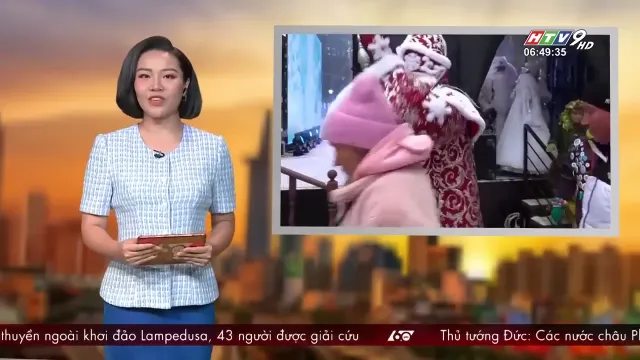 HTV9 HD
06:49:35
thuyền ngoài khơi đảo Lampedusa, 43 người được giải cứu
60
Thủ tướng Đức: Các nước châu